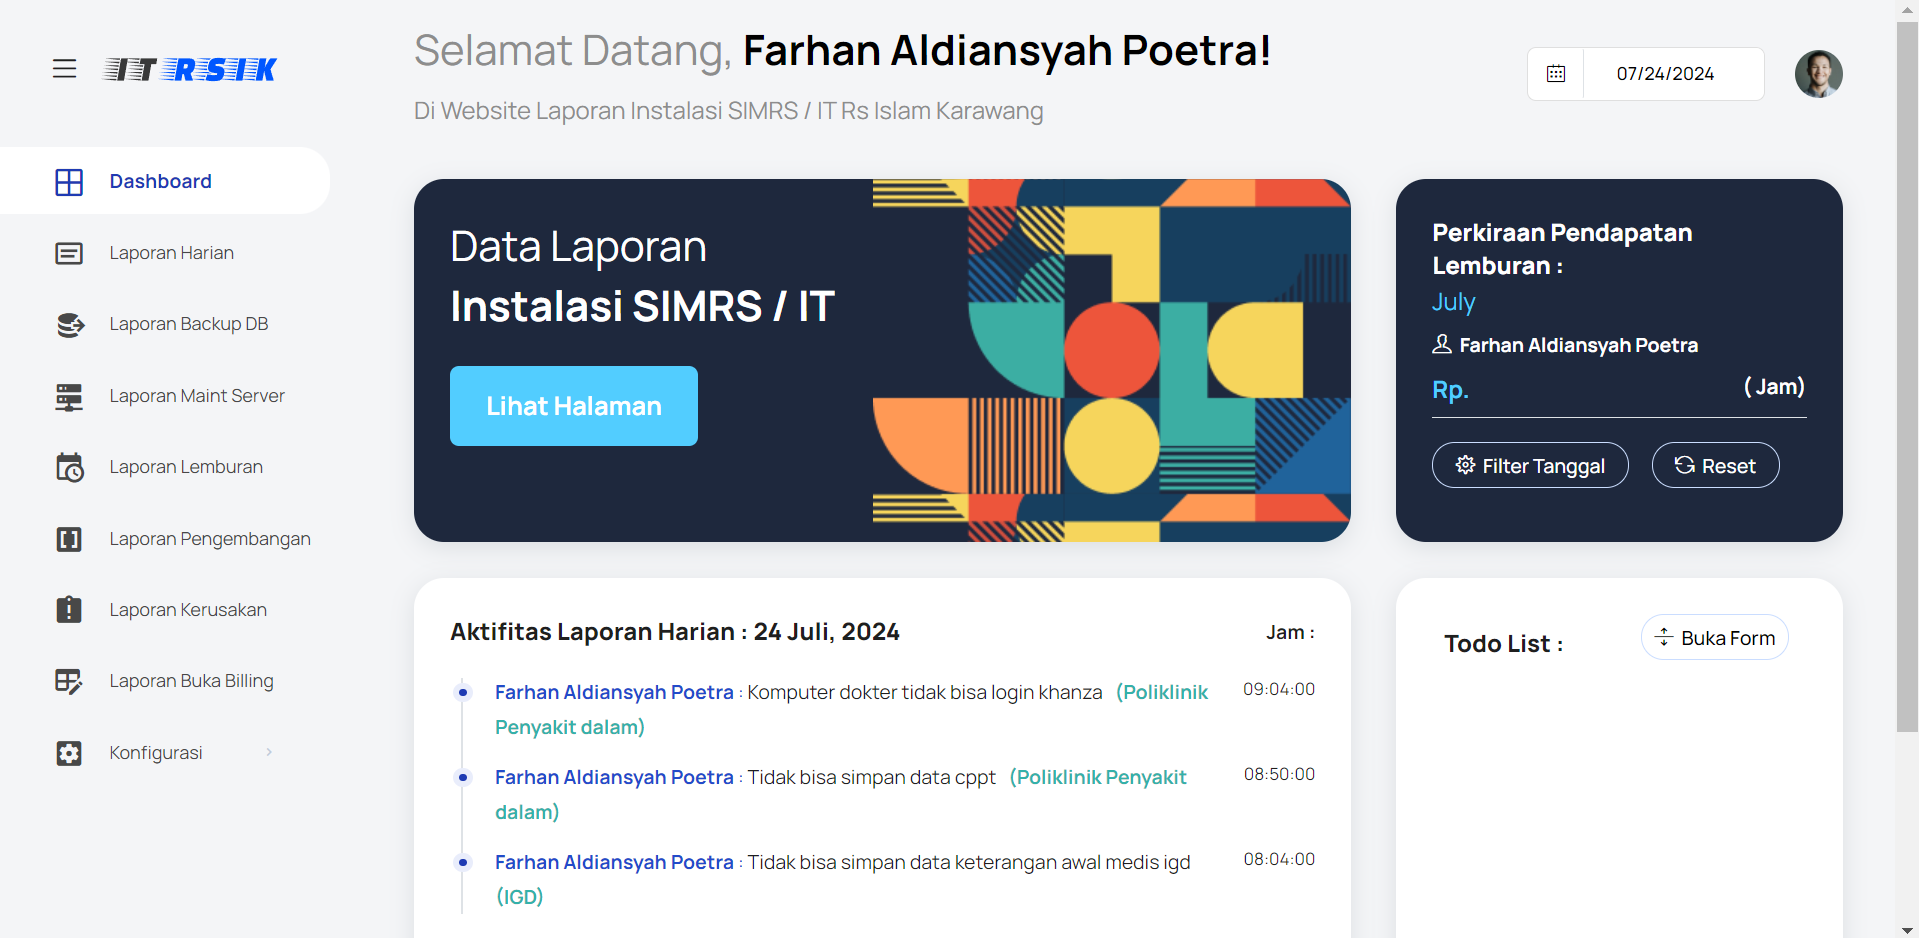 IT RSIK
Selamat Datang, Farhan Aldiansyah Poetra!
Di Website Laporan Instalasi SIMRS / IT Rs Islam Karawang
07/24/2024
Dashboard
Laporan Harian
Laporan Backup DB
Laporan Maint Server
Laporan Lemburan
Laporan Pengembangan
Laporan Kerusakan
Laporan Buka Billing
Konfigurasi
Data Laporan
Instalasi SIMRS / IT
Lihat Halaman
Perkiraan Pendapatan
Lemburan :
July
Farhan Aldiansyah Poetra
Rp. ( Jam)
Filter Tanggal Reset
Aktifitas Laporan Harian : 24 Juli, 2024 Jam :
Farhan Aldiansyah Poetra : Komputer dokter tidak bisa login khanza (Poliklinik 09:04:00
Penyakit dalam)
Farhan Aldiansyah Poetra : Tidak bisa simpan data cppt (Poliklinik Penyakit 08:50:00
dalam)
Farhan Aldiansyah Poetra : Tidak bisa simpan data keterangan awal medis igd 08:04:00
(IGD)
Todo List : Buka Form